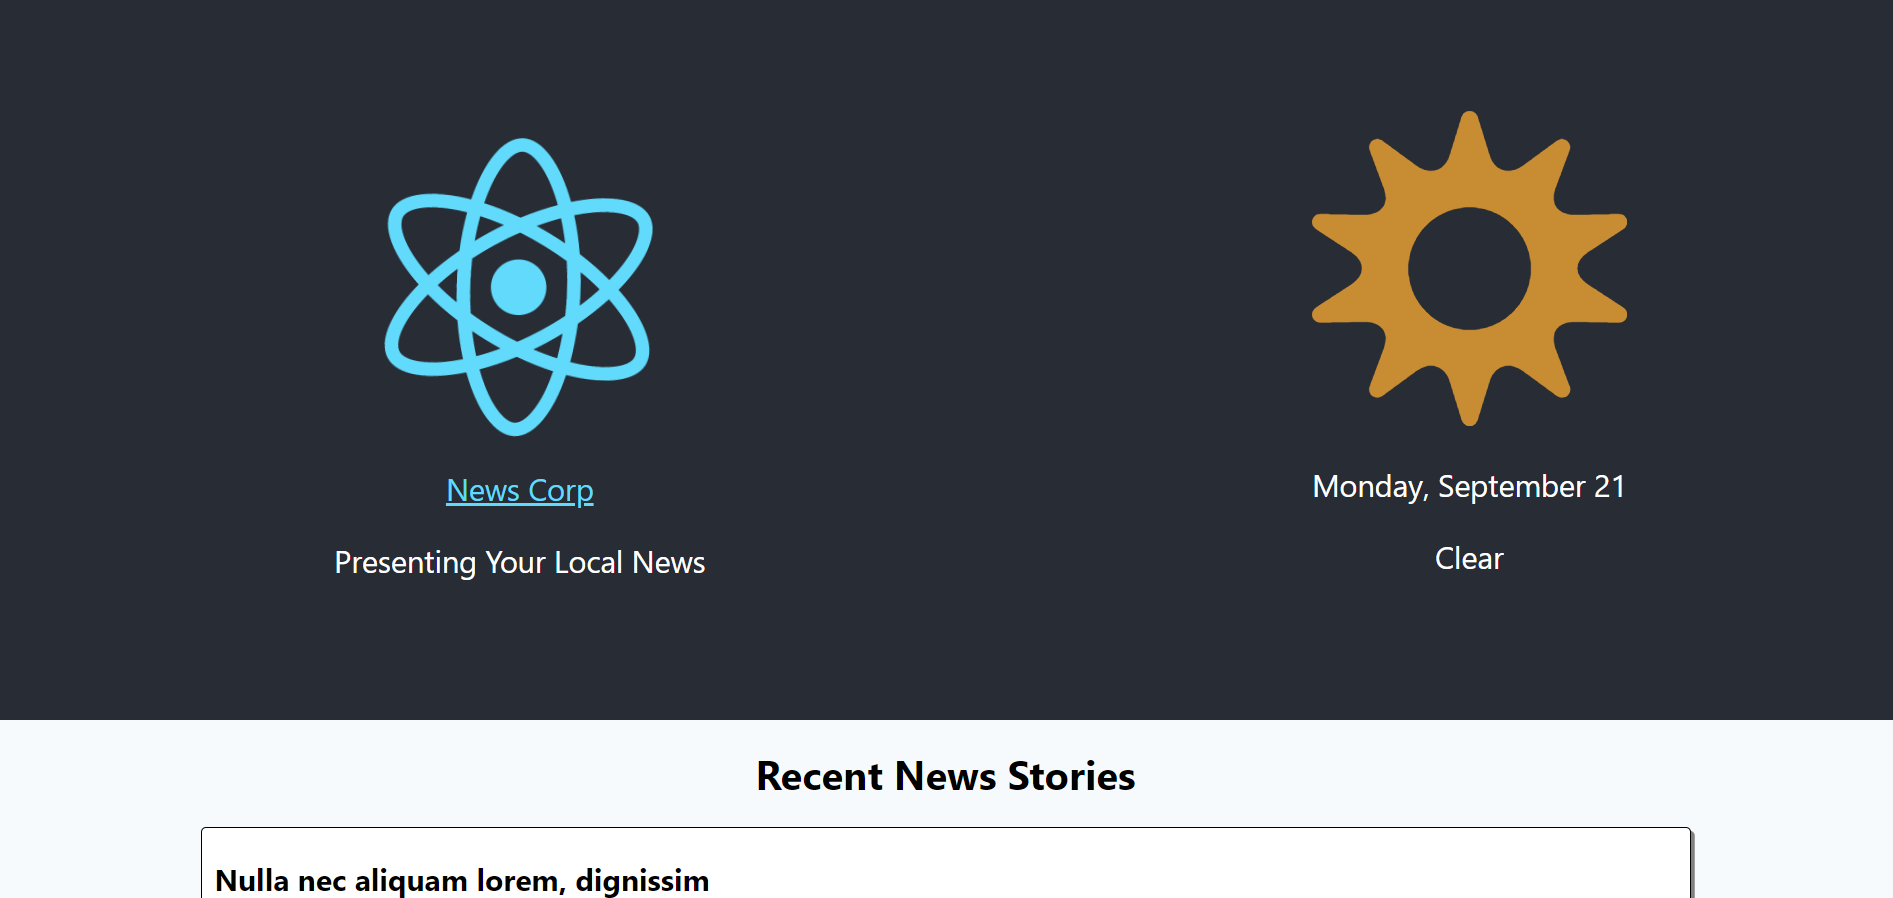 News Corp
Presenting Your Local News
Monday, September 21
Clear
Recent News Stories
Nulla nec aliquam lorem, dignissim